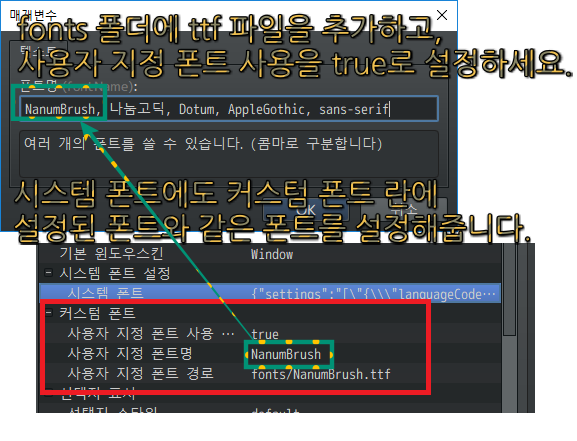 매개변수
fonts 폴더에 ttf 파일을 추가하고,
텍스트
사용자 지정 폰트 사용을 true로 설정하세요.
폰트명 (fontName):
NanumBrush, 나눔고딕, Dotum, AppleGothic, sans-serif
여러 개의 폰트를 쓸 수 있습니다. (콤마로 구분합니다)
시스템 폰트에도 커스텀 폰트 란에
OK 취소
설정된 폰트와 같은 폰트를 설정해줍니다.
기본 윈도우스킨 Window
시스템 폰트 설정
시스템 폰트 {"settings":"[\"{\\\"languageCode…
커스텀 폰트
사용자 지정 폰트 사용 … true
사용자 지정 폰트명 NanumBrush
사용자 지정 폰트 경로 fonts/NanumBrush.ttf
선택자 표시
선택지 스타일 default